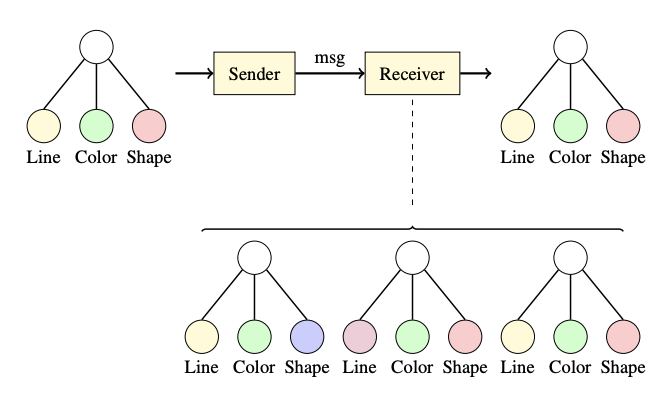 msg
Sender Receiver
Line Color Shape Line Color Shape
Line Color Shape Line Color Shape Line Color Shape